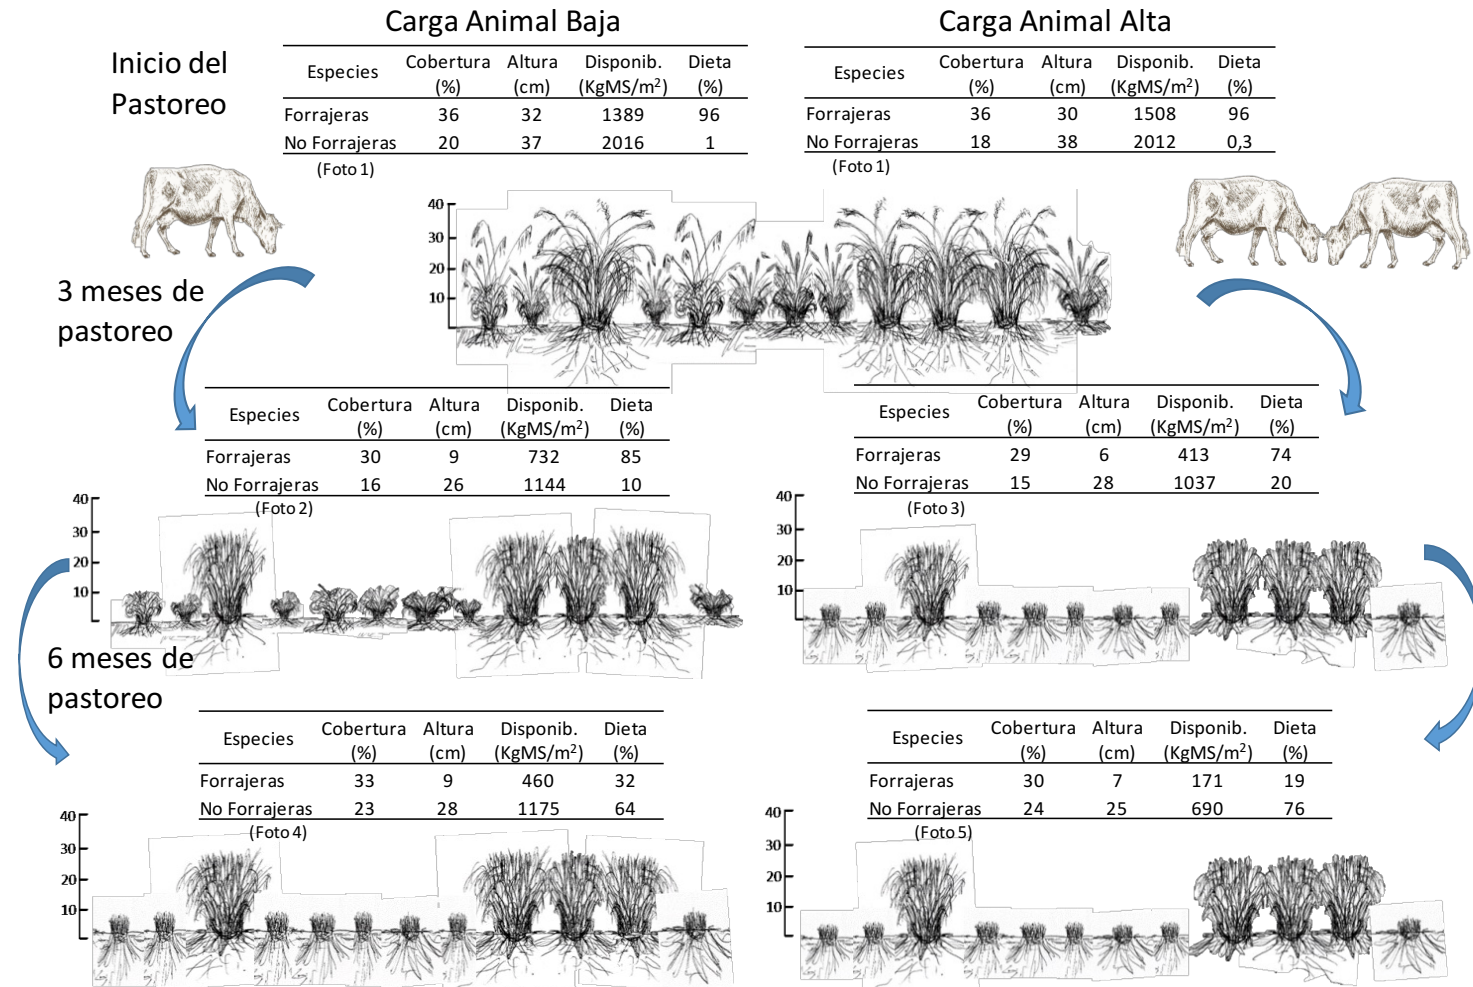 Carga Animal Baja
Carga Animal Alta
Inicio del
Pastoreo
Especies Cobertura (%) Altura (cm) Disponib. (KgMS/m²) Dieta (%)
Forrajeras 36 32 1389 96
No Forrajeras 20 37 2016 1
(Foto 1)
Especies Cobertura (%) Altura (cm) Disponib. (KgMS/m²) Dieta (%)
Forrajeras 36 30 1508 96
No Forrajeras 18 38 2012 0,3
(Foto 1)
40
30
20
10
3 meses de
pastoreo
Especies Cobertura (%) Altura (cm) Disponib. (KgMS/m²) Dieta (%)
Forrajeras 30 9 732 85
No Forrajeras 16 26 1144 10
(Foto 2)
40
30
20
10
Especies Cobertura (%) Altura (cm) Disponib. (KgMS/m²) Dieta (%)
Forrajeras 29 6 413 74
No Forrajeras 15 28 1037 20
(Foto 3)
40
30
20
10
6 meses de
pastoreo
Especies Cobertura (%) Altura (cm) Disponib. (KgMS/m²) Dieta (%)
Forrajeras 33 9 460 32
No Forrajeras 23 28 1175 64
(Foto 4)
40
30
20
10
Especies Cobertura (%) Altura (cm) Disponib. (KgMS/m²) Dieta (%)
Forrajeras 30 7 171 19
No Forrajeras 24 25 690 76
(Foto 5)
40
30
20
10